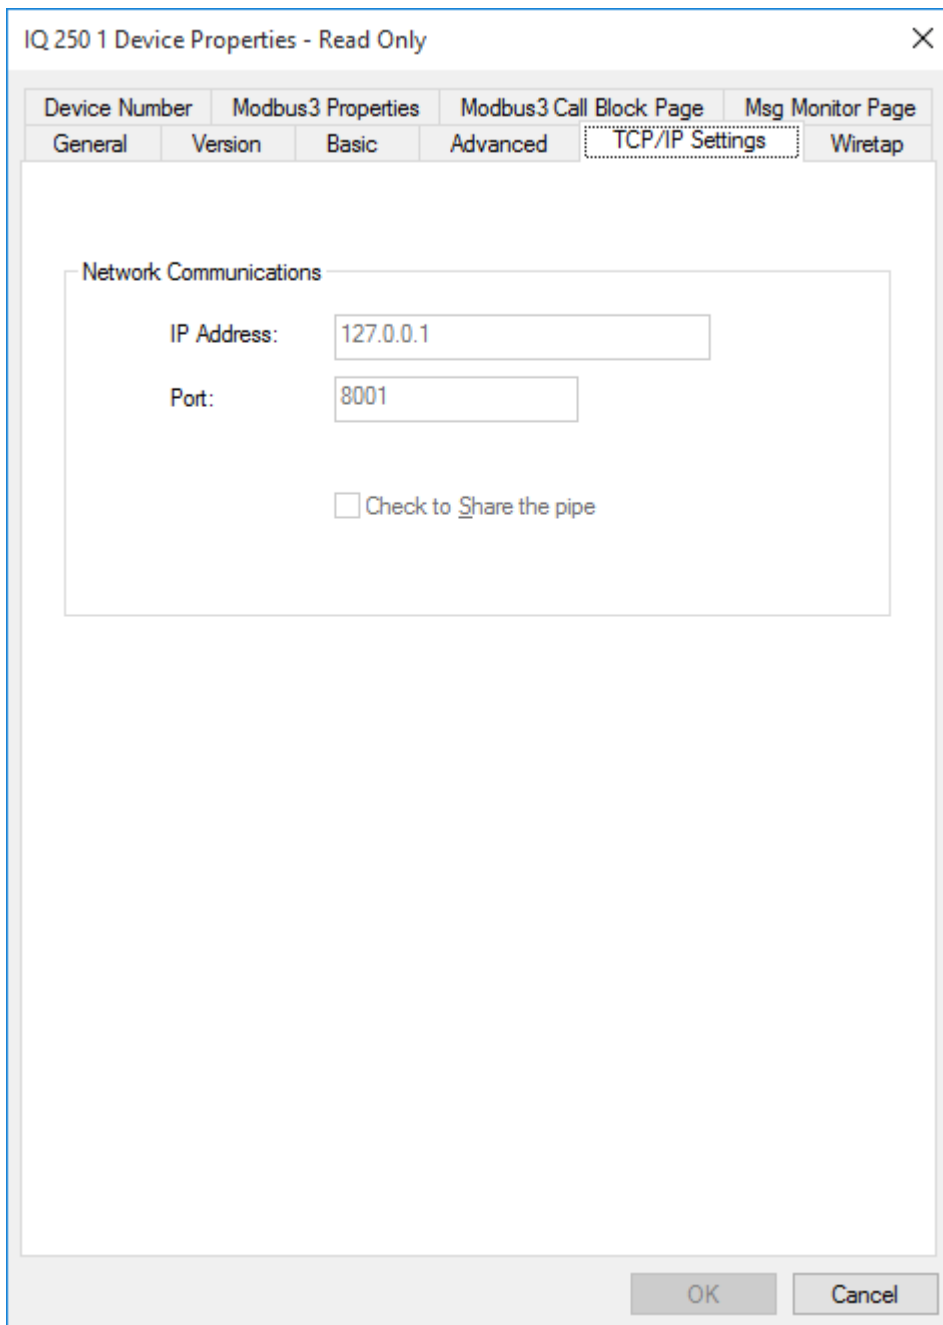 IQ 250 1 Device Properties - Read Only
Device Number Modbus3 Properties Modbus3 Call Block Page Msg Monitor Page
General Version Basic Advanced TCP/IP Settings Wiretap
Network Communications
IP Address: 127.0.0.1
Port: 8001
Check to Share the pipe
OK Cancel